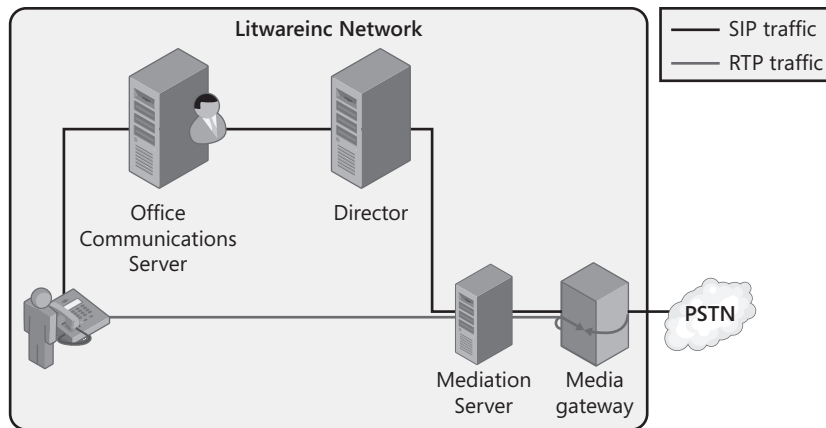 Litwareinc Network
SIP traffic
RTP traffic
Office
Communications
Server
Director
PSTN
Mediation
Server
Media
gateway